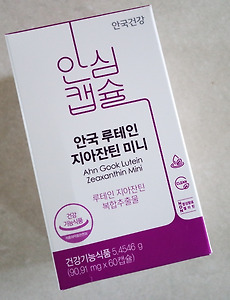 안국건강
안심
캡슐
안국 루테인
지아잔틴 미니
Ahn Gook Lutein
Zeaxanthin Mini
루테인 지아잔틴
복합추출물
건강
기능식품
건강기능식품 5.4546 g
(90.91 mg x 60캡슐)